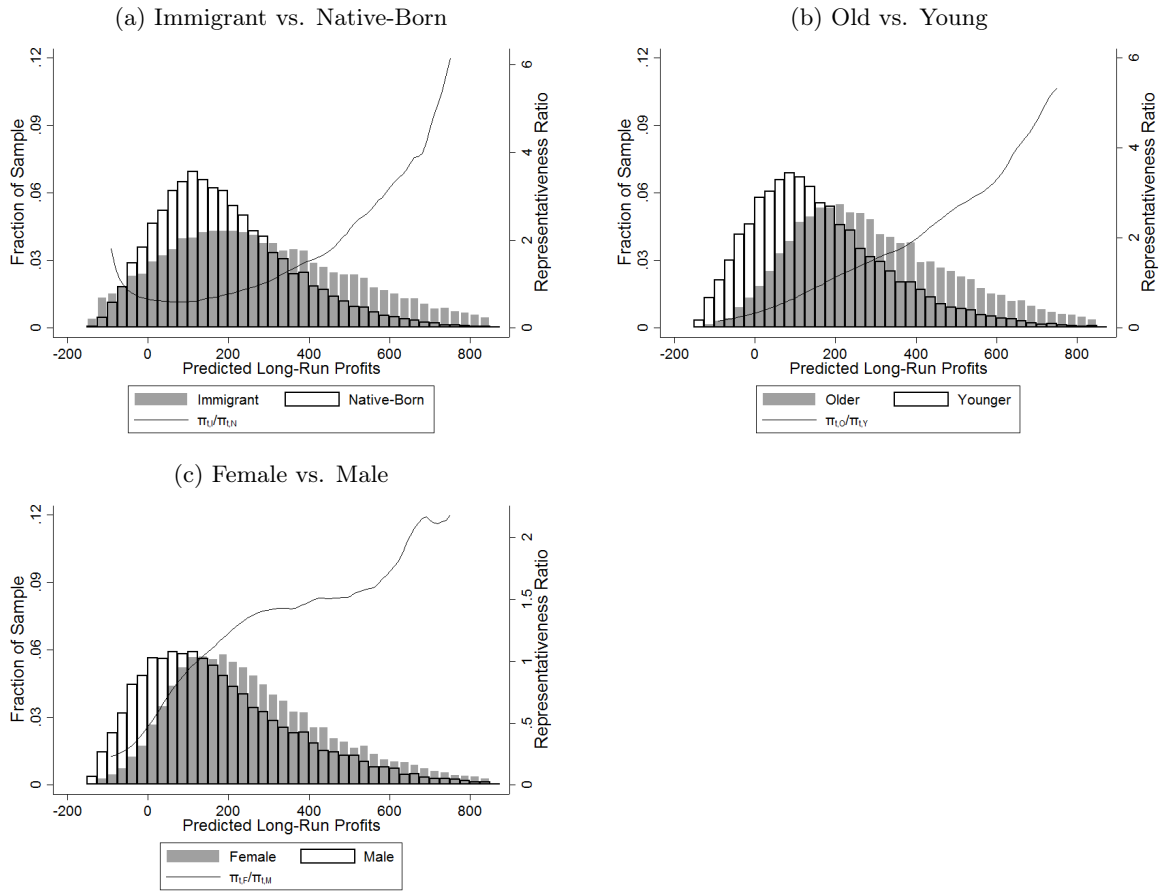 (a) Immigrant vs. Native-Born
.12
.09
.06
.03
0
Fraction of Sample
6
4
2
0
Representativeness Ratio
-200 0 200 400 600 800
Predicted Long-Run Profits
Immigrant Native-Born
πt,I/πt,N
(b) Old vs. Young
.12
.09
.06
.03
0
Fraction of Sample
6
4
2
0
Representativeness Ratio
-200 0 200 400 600 800
Predicted Long-Run Profits
Older Younger
πt,O/πt,Y
(c) Female vs. Male
.12
.09
.06
.03
0
Fraction of Sample
2
1.5
1
.5
0
Representativeness Ratio
-200 0 200 400 600 800
Predicted Long-Run Profits
Female Male
πt,F/πt,M